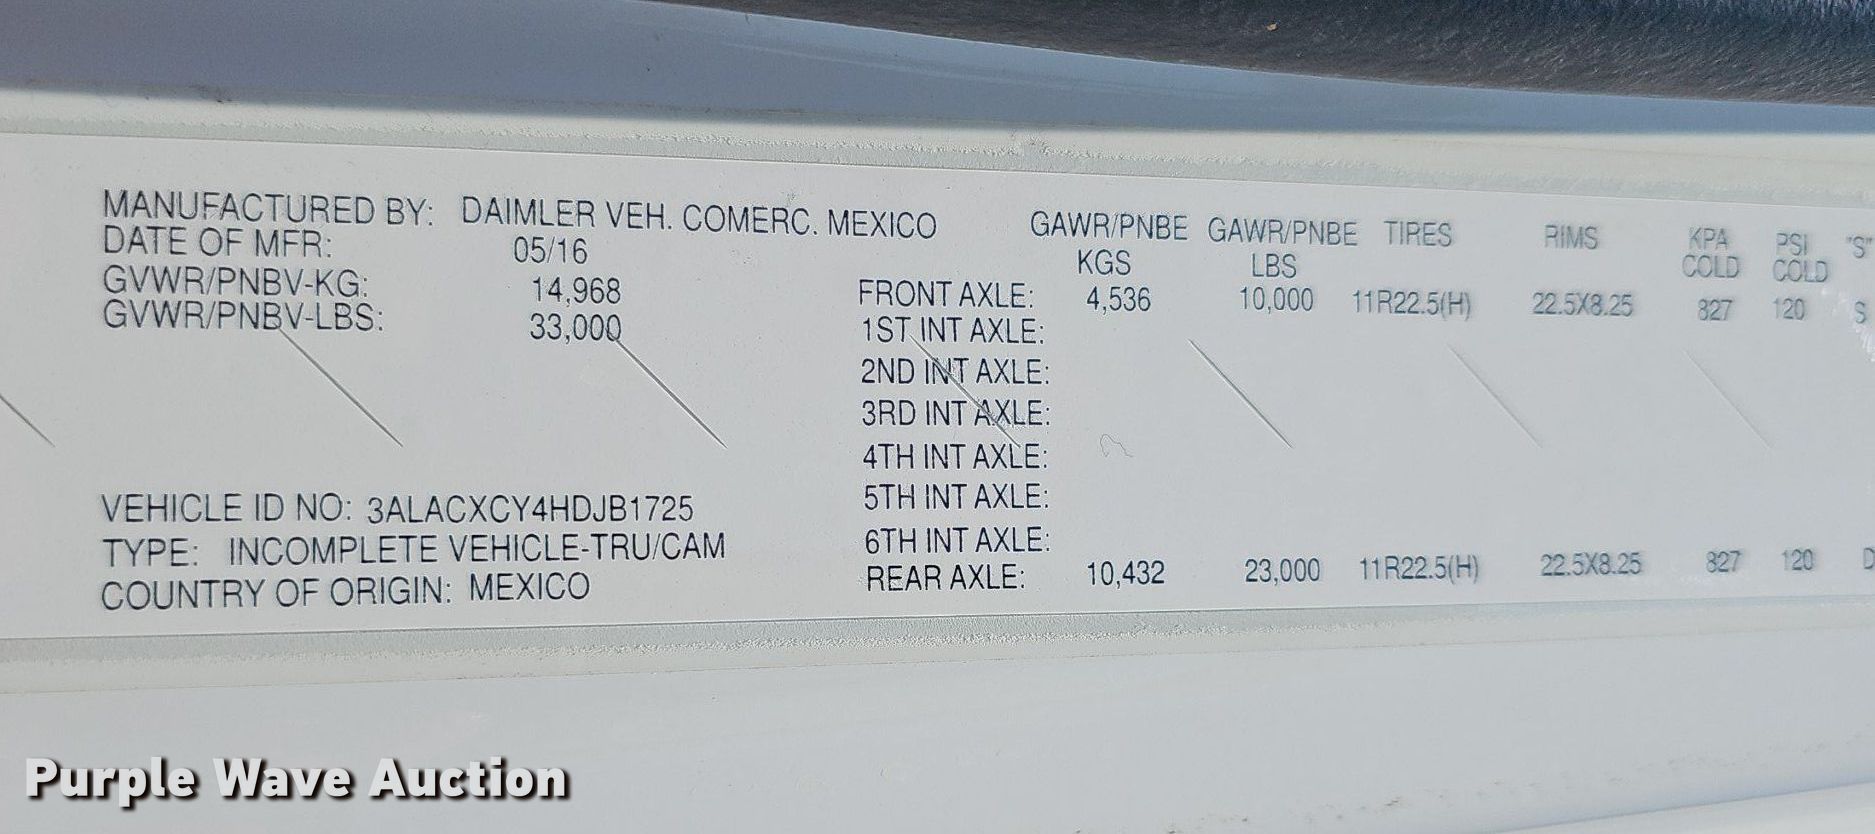 MANUFACTURED BY: DAIMLER VEH. COMERC. MEXICO
DATE OF MFR: 05/16
GVWR/PNBV-KG: 14,968
GVWR/PNBV-LBS: 33,000
VEHICLE ID NO: 3ALACXCY4HDJB1725
TYPE: INCOMPLETE VEHICLE-TRU/CAM
COUNTRY OF ORIGIN: MEXICO
GAWR/PNBE KGS GAWR/PNBE LBS TIRES RIMS KPA COLD PSI COLD "S"
FRONT AXLE: 4,536 10,000 11R22.5(H) 22.5X8.25 827 120 S
1ST INT AXLE:
2ND INT AXLE:
3RD INT AXLE:
4TH INT AXLE:
5TH INT AXLE:
6TH INT AXLE:
REAR AXLE: 10,432 23,000 11R22.5(H) 22.5X8.25 827 120 D
Purple Wave Auction